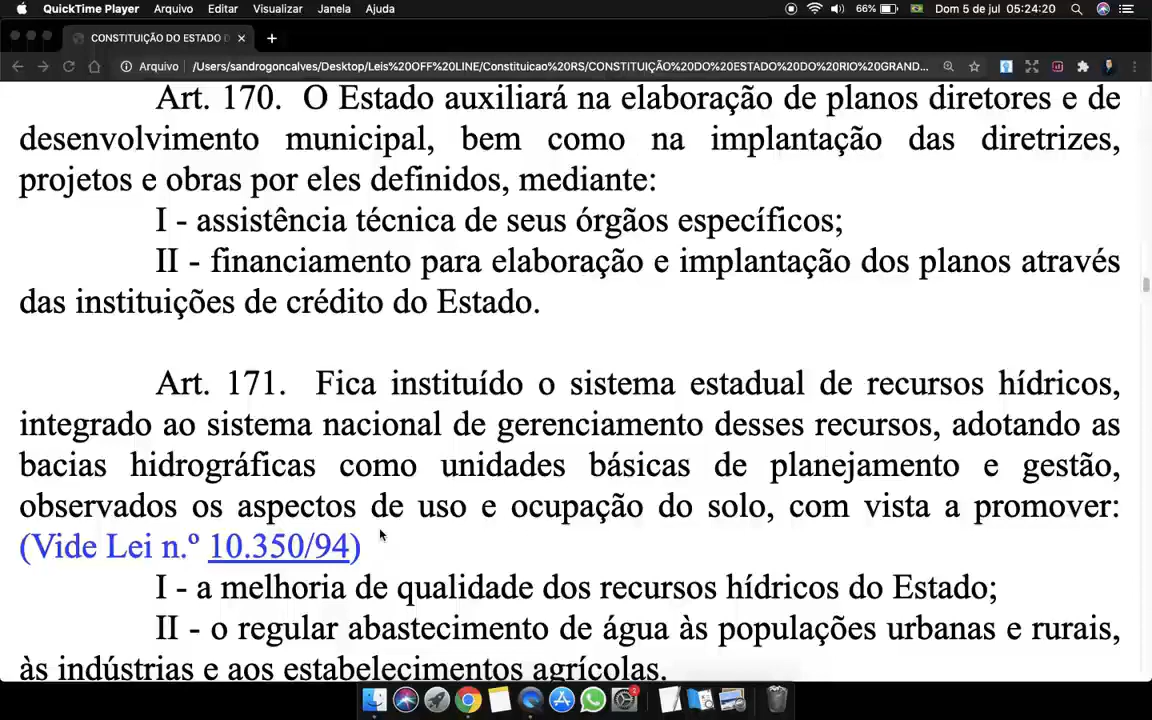 QuickTime Player Arquivo Editar Visualizar Janela Ajuda 66% Dom 5 de jul 05:24:20
CONSTITUIÇÃO DO ESTADO D
Arquivo /Users/sandrogoncalves/Desktop/Leis%20OFF%20LINE/Constituicao%20RS/CONSTITUIÇÃO%20DO%20ESTADO%20DO%20RIO%20GRAND...
Art. 170. O Estado auxiliará na elaboração de planos diretores e de
desenvolvimento municipal, bem como na implantação das diretrizes,
projetos e obras por eles definidos, mediante:
I - assistência técnica de seus órgãos específicos;
II - financiamento para elaboração e implantação dos planos através
das instituições de crédito do Estado.
Art. 171. Fica instituído o sistema estadual de recursos hídricos,
integrado ao sistema nacional de gerenciamento desses recursos, adotando as
bacias hidrográficas como unidades básicas de planejamento e gestão,
observados os aspectos de uso e ocupação do solo, com vista a promover:
(Vide Lei n.º 10.350/94)
I - a melhoria de qualidade dos recursos hídricos do Estado;
II - o regular abastecimento de água às populações urbanas e rurais,
às indústrias e aos estabelecimentos agrícolas.